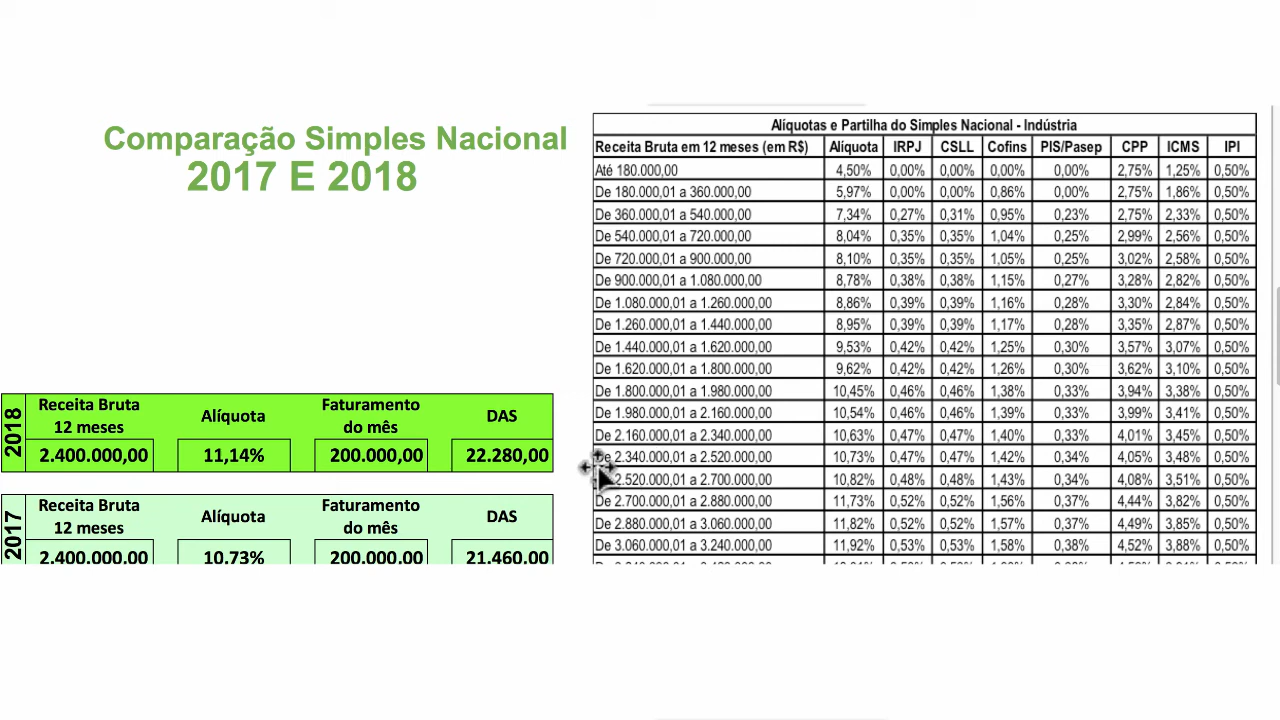 Comparação Simples Nacional
2017 E 2018
2018
Receita Bruta 12 meses Alíquota Faturamento do mês DAS
2.400.000,00 11,14% 200.000,00 22.280,00
2017
Receita Bruta 12 meses Alíquota Faturamento do mês DAS
2.400.000,00 10,73% 200.000,00 21.460,00
Alíquotas e Partilha do Simples Nacional - Indústria
Receita Bruta em 12 meses (em R$) Alíquota IRPJ CSLL Cofins PIS/Pasep CPP ICMS IPI
Até 180.000,00 4,50% 0,00% 0,00% 0,00% 0,00% 2,75% 1,25% 0,50%
De 180.000,01 a 360.000,00 5,97% 0,00% 0,00% 0,86% 0,00% 2,75% 1,86% 0,50%
De 360.000,01 a 540.000,00 7,34% 0,27% 0,31% 0,95% 0,23% 2,75% 2,33% 0,50%
De 540.000,01 a 720.000,00 8,04% 0,35% 0,35% 1,04% 0,25% 2,99% 2,56% 0,50%
De 720.000,01 a 900.000,00 8,10% 0,35% 0,35% 1,05% 0,25% 3,02% 2,58% 0,50%
De 900.000,01 a 1.080.000,00 8,78% 0,38% 0,38% 1,15% 0,27% 3,28% 2,82% 0,50%
De 1.080.000,01 a 1.260.000,00 8,86% 0,39% 0,39% 1,16% 0,28% 3,30% 2,84% 0,50%
De 1.260.000,01 a 1.440.000,00 8,95% 0,39% 0,39% 1,17% 0,28% 3,35% 2,87% 0,50%
De 1.440.000,01 a 1.620.000,00 9,53% 0,42% 0,42% 1,25% 0,30% 3,57% 3,07% 0,50%
De 1.620.000,01 a 1.800.000,00 9,62% 0,42% 0,42% 1,26% 0,30% 3,62% 3,10% 0,50%
De 1.800.000,01 a 1.980.000,00 10,45% 0,46% 0,46% 1,38% 0,33% 3,94% 3,38% 0,50%
De 1.980.000,01 a 2.160.000,00 10,54% 0,46% 0,46% 1,39% 0,33% 3,99% 3,41% 0,50%
De 2.160.000,01 a 2.340.000,00 10,63% 0,47% 0,47% 1,40% 0,33% 4,01% 3,45% 0,50%
De 2.340.000,01 a 2.520.000,00 10,73% 0,47% 0,47% 1,42% 0,34% 4,05% 3,48% 0,50%
2.520.000,01 a 2.700.000,00 10,82% 0,48% 0,48% 1,43% 0,34% 4,08% 3,51% 0,50%
De 2.700.000,01 a 2.880.000,00 11,73% 0,52% 0,52% 1,56% 0,37% 4,44% 3,82% 0,50%
De 2.880.000,01 a 3.060.000,00 11,82% 0,52% 0,52% 1,57% 0,37% 4,49% 3,85% 0,50%
De 3.060.000,01 a 3.240.000,00 11,92% 0,53% 0,53% 1,58% 0,38% 4,52% 3,88% 0,50%